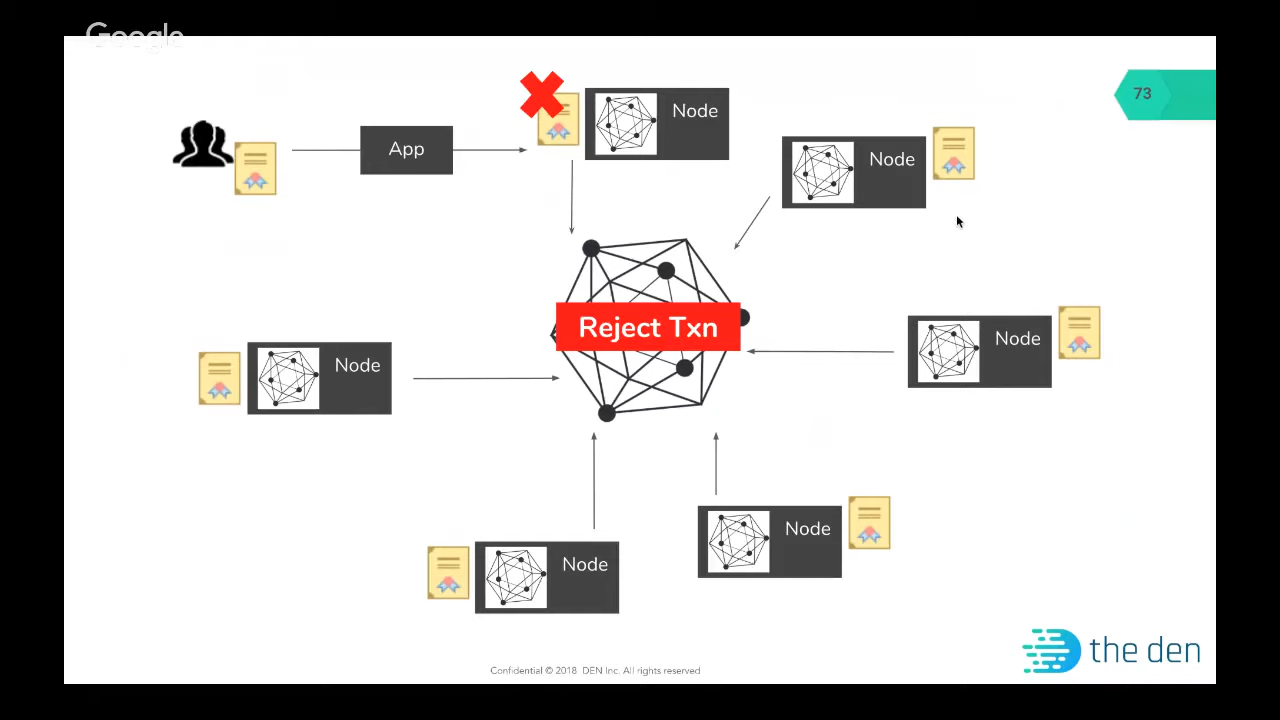 Google
73
Node
App
Node
Reject Txn
Node
Node
Node
Node
Confidential © 2018 DEN Inc. All rights reserved
the den